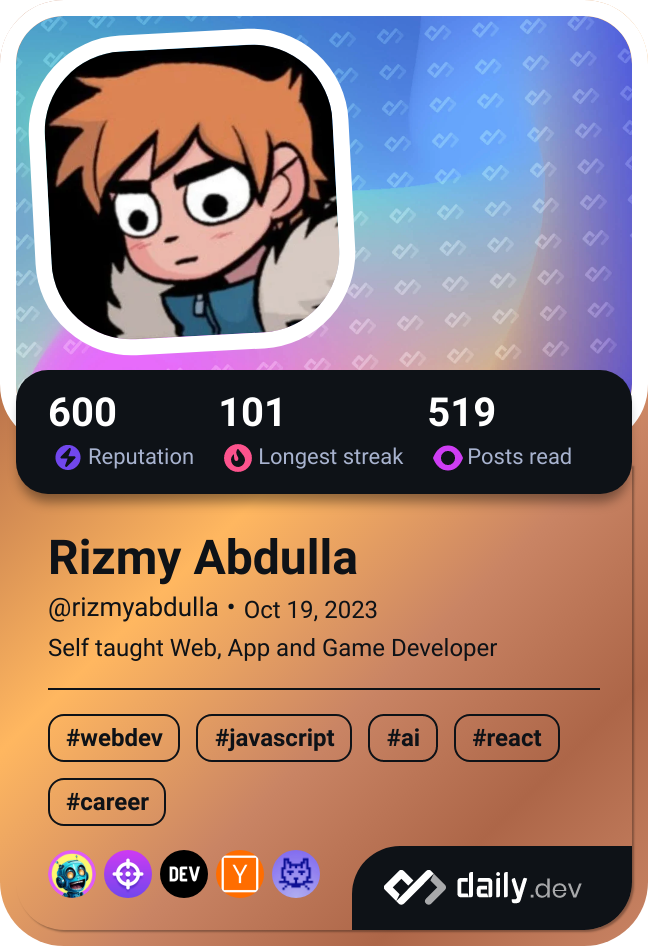 600 101 519
Reputation Longest streak Posts read
Rizmy Abdulla
@rizmyabdulla • Oct 19, 2023
Self taught Web, App and Game Developer
#webdev #javascript #ai #react
#career
DEV Y
daily.dev